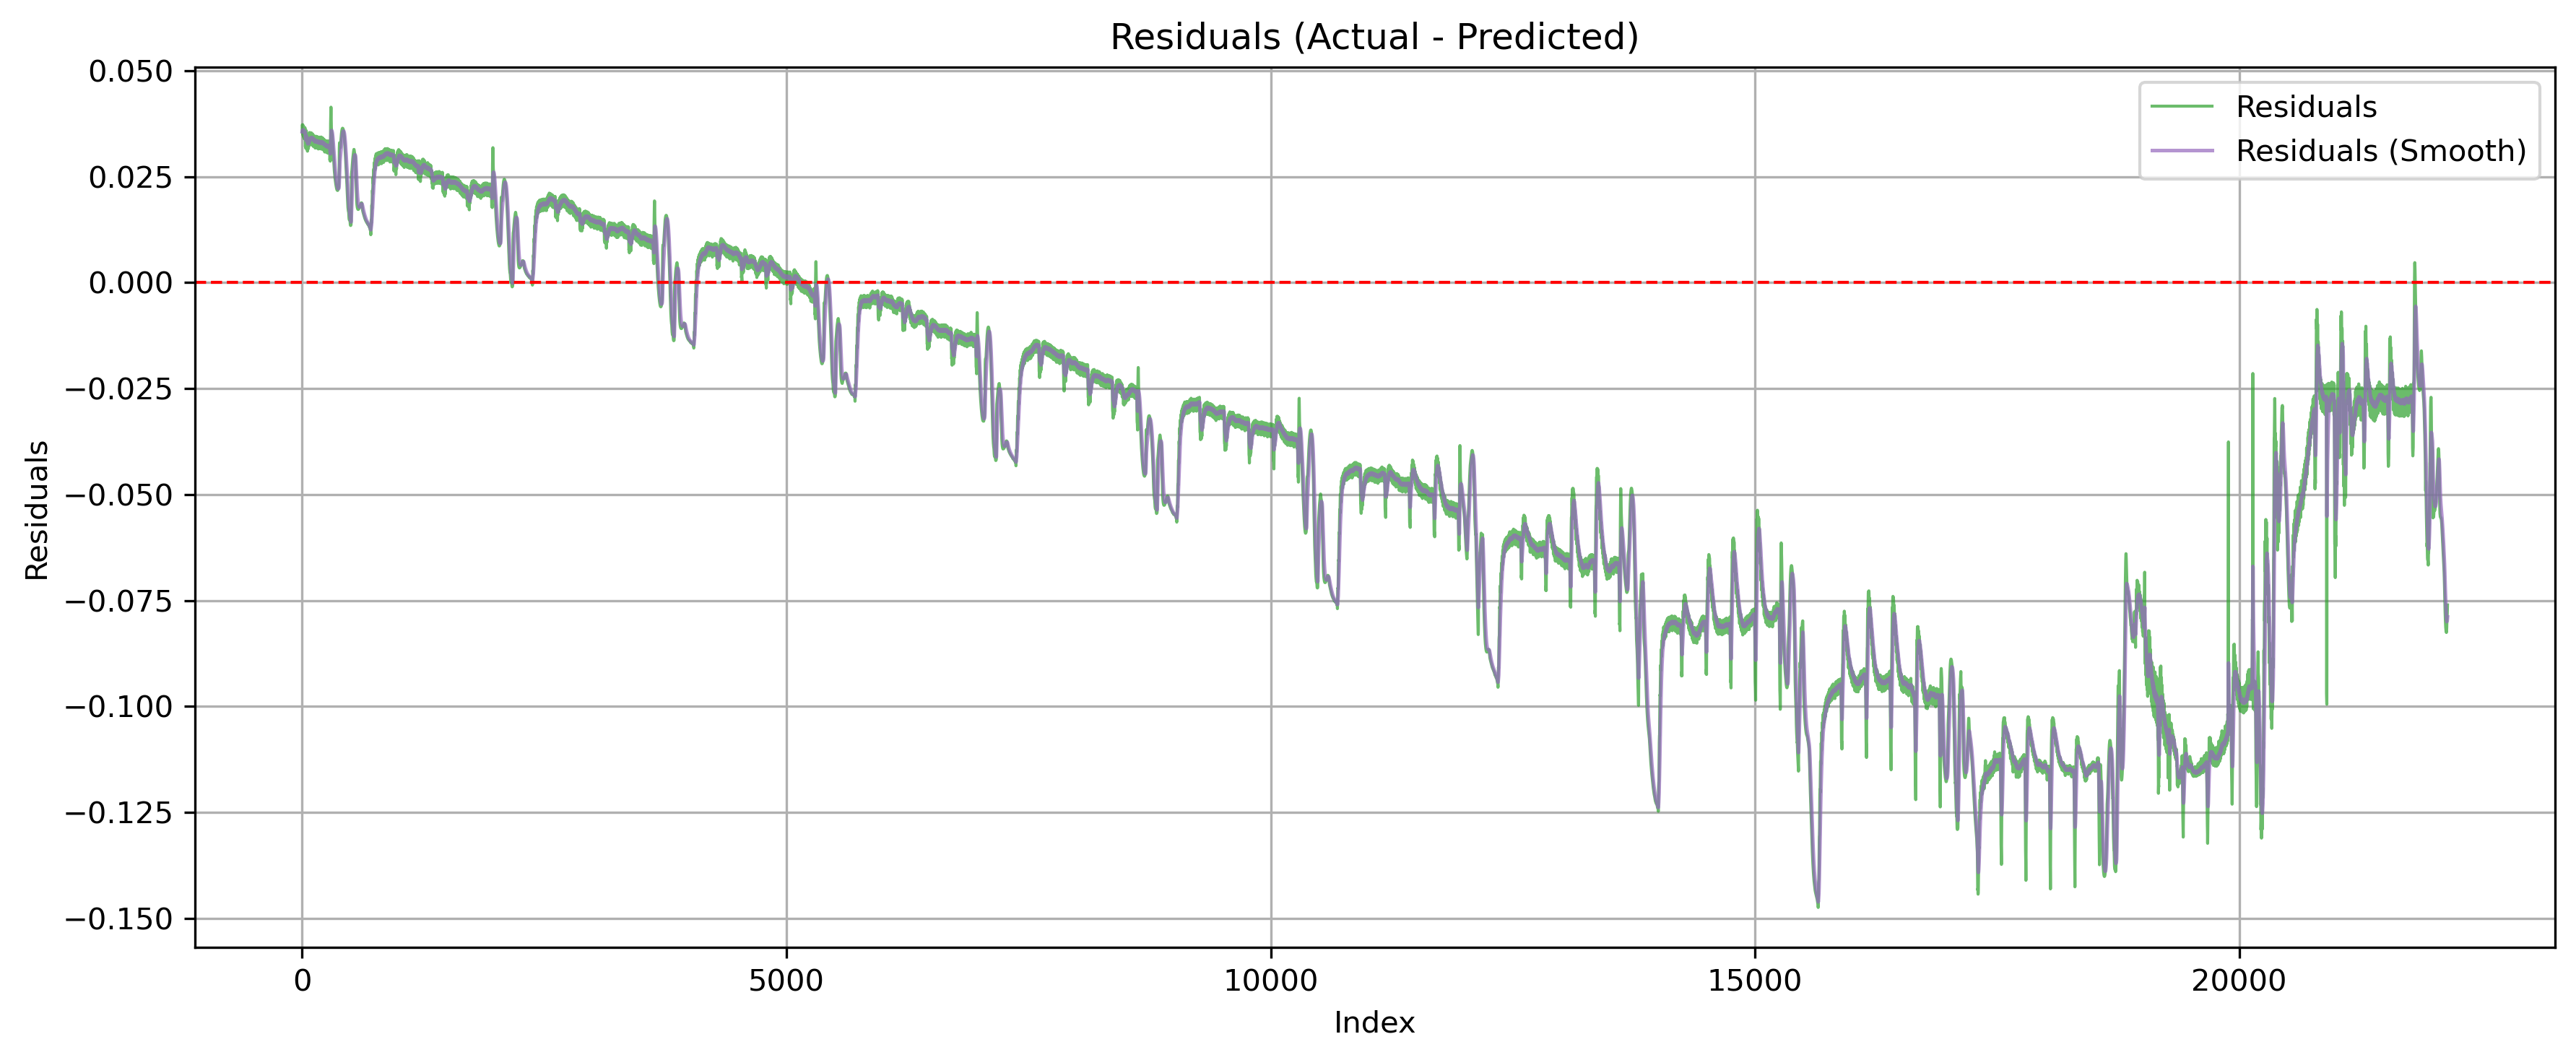 Residuals (Actual - Predicted)
Residuals
Residuals (Smooth)
0.050
0.025
0.000
−0.025
−0.050
−0.075
−0.100
−0.125
−0.150
Residuals
0 5000 10000 15000 20000
Index